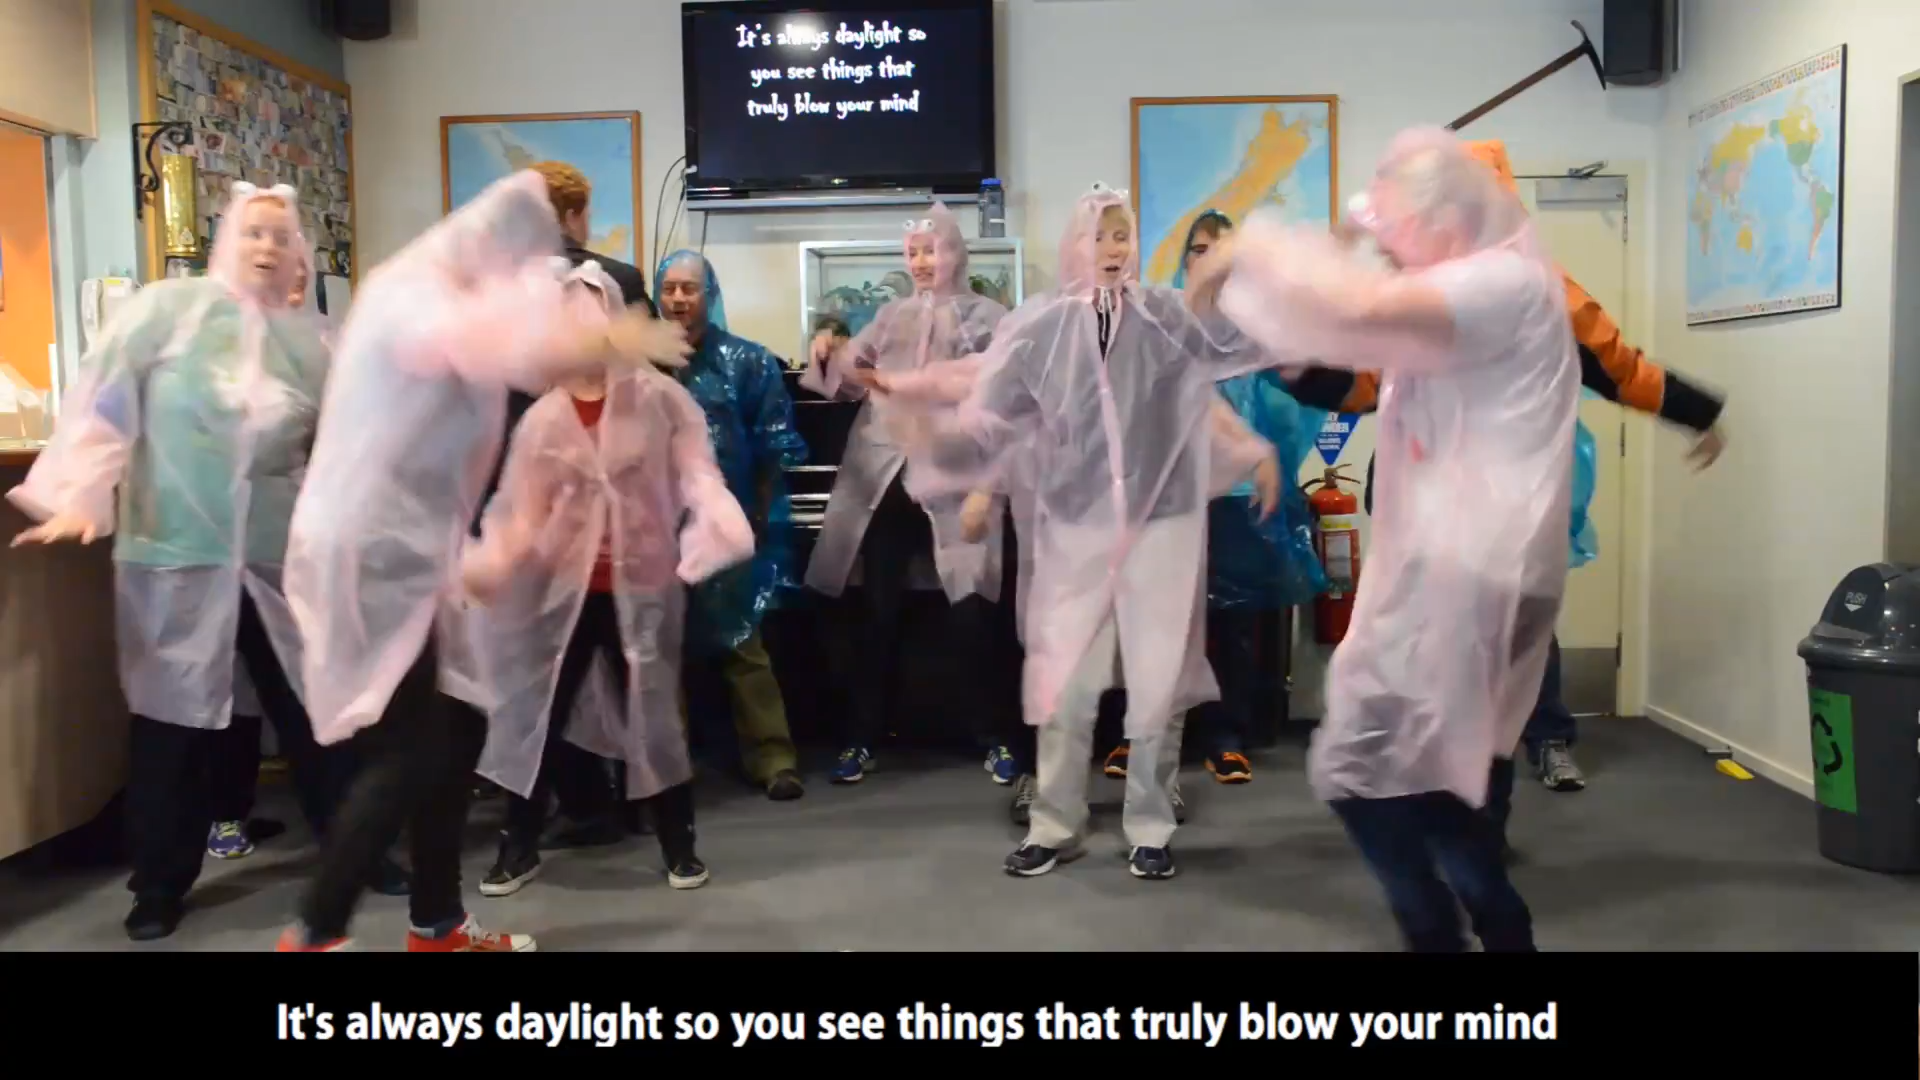 It's always daylight so
you see things that
truly blow your mind
PUSH
It's always daylight so you see things that truly blow your mind